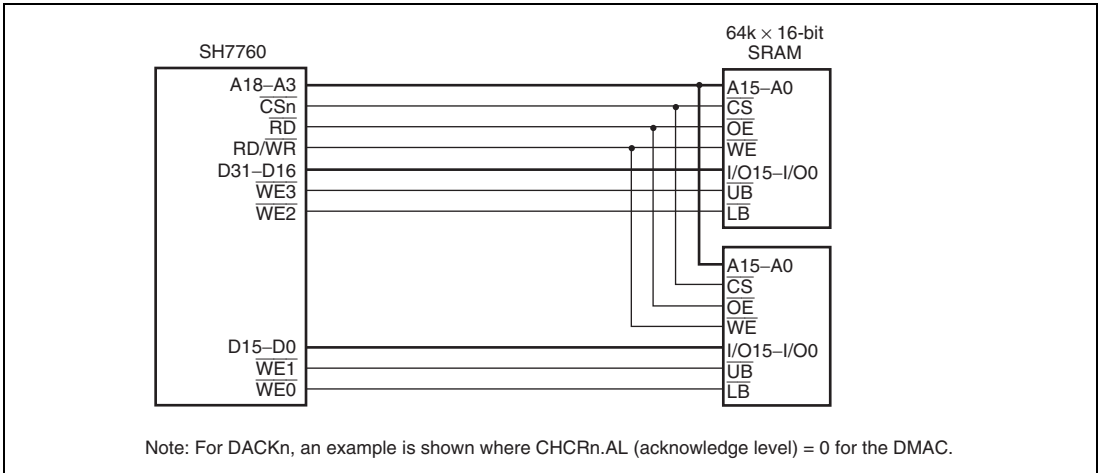 64k × 16-bit
SRAM
SH7760
A18–A3
CSn
RD
RD/WR
D31–D16
WE3
WE2
D15–D0
WE1
WE0
A15–A0
CS
OE
WE
I/O15–I/O0
UB
LB
A15–A0
CS
OE
WE
I/O15–I/O0
UB
LB
Note: For DACKn, an example is shown where CHCRn.AL (acknowledge level) = 0 for the DMAC.